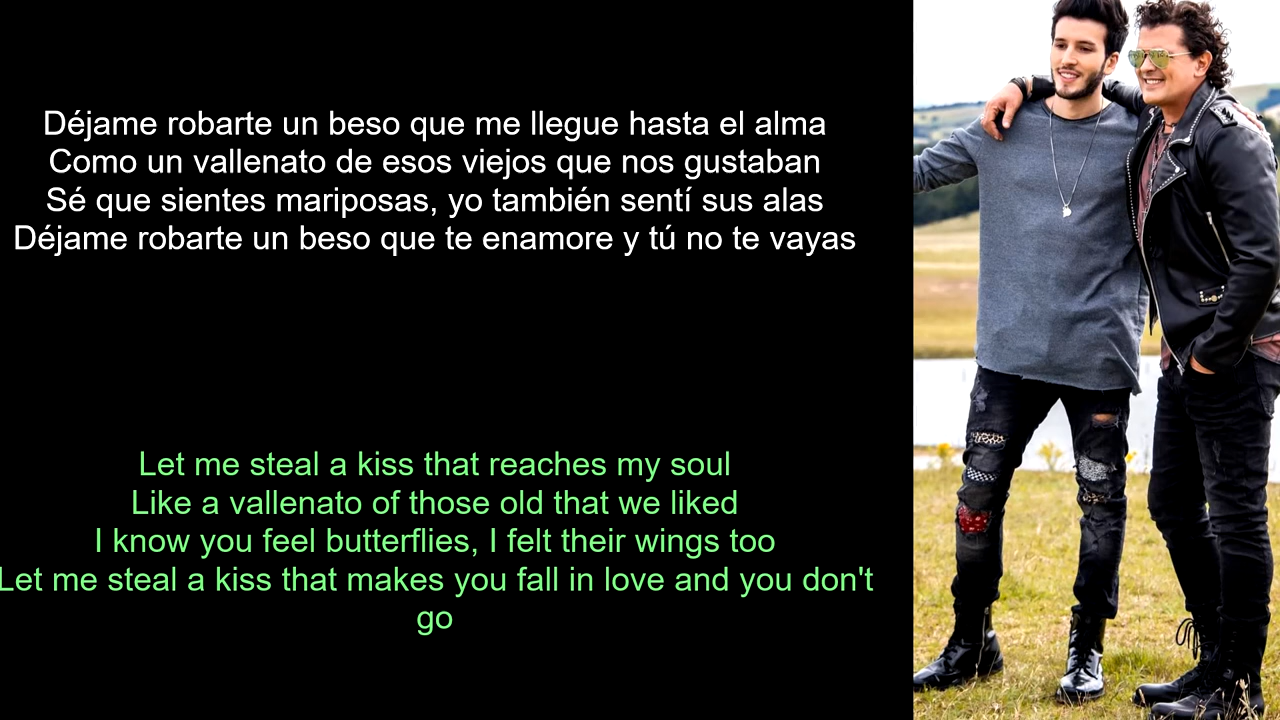 Déjame robarte un beso que me llegue hasta el alma
Como un vallenato de esos viejos que nos gustaban
Sé que sientes mariposas, yo también sentí sus alas
Déjame robarte un beso que te enamore y tú no te vayas
Let me steal a kiss that reaches my soul
Like a vallenato of those old that we liked
I know you feel butterflies, I felt their wings too
Let me steal a kiss that makes you fall in love and you don't
go